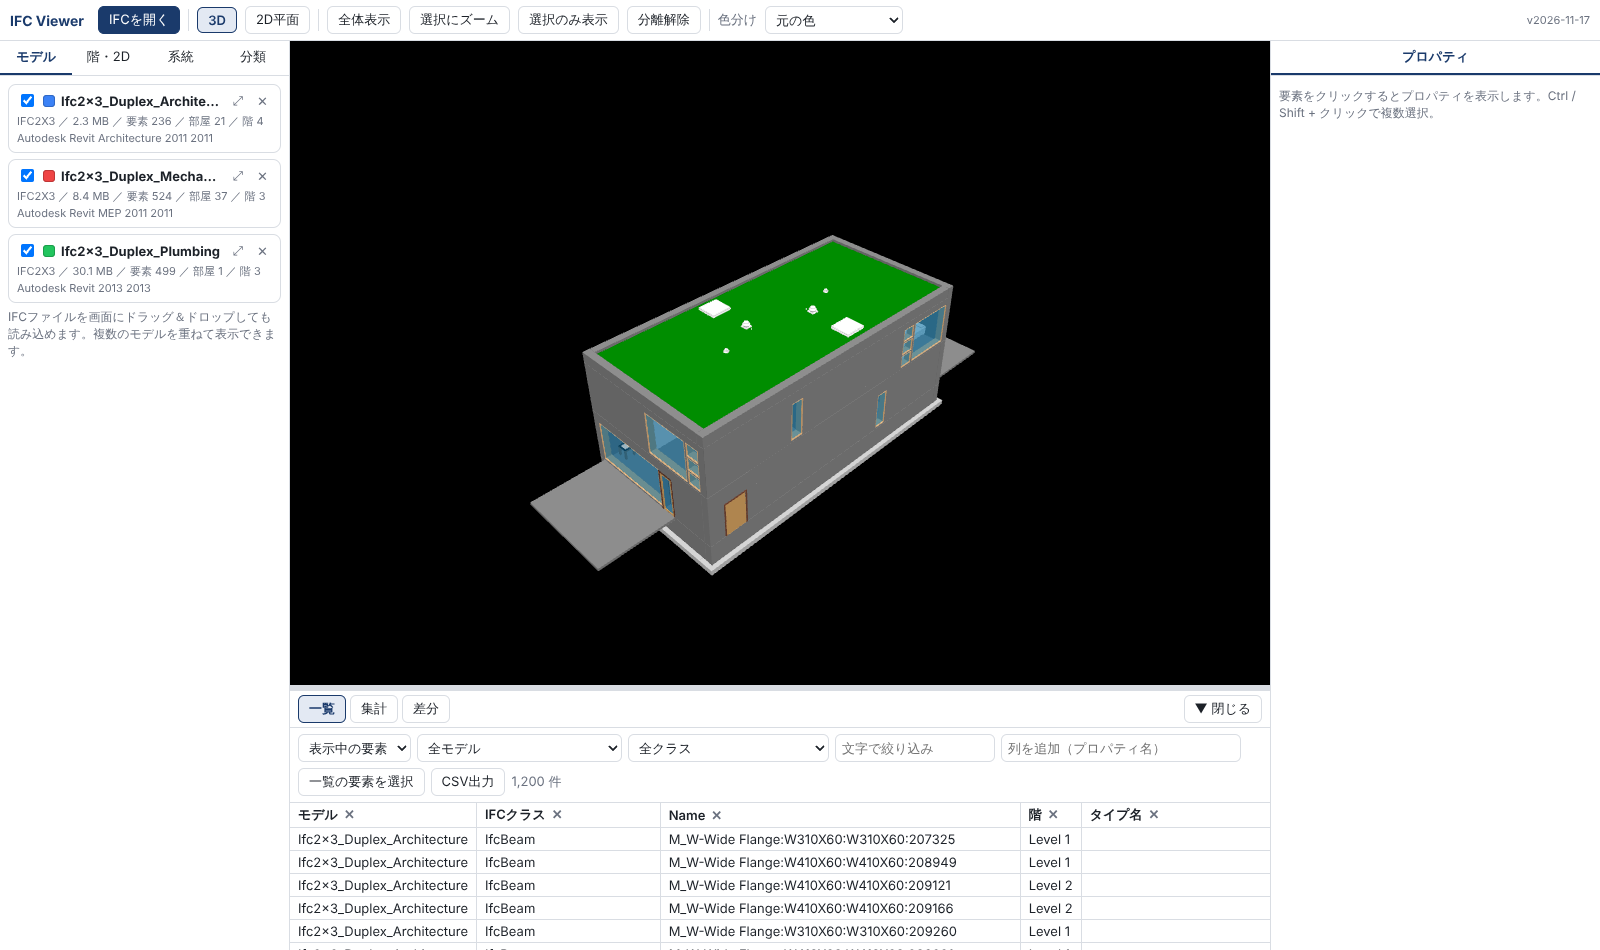 IFC Viewer
IFCを開く
3D
2D平面
全体表示
選択にズーム
選択のみ表示
分離解除
色分け
元の色
v2026-11-17
モデル
階・2D
系統
分類
Ifc2x3_Duplex_Archite...
IFC2X3 ／ 2.3 MB ／ 要素 236 ／ 部屋 21 ／ 階 4
Autodesk Revit Architecture 2011 2011
Ifc2x3_Duplex_Mecha...
IFC2X3 ／ 8.4 MB ／ 要素 524 ／ 部屋 37 ／ 階 3
Autodesk Revit MEP 2011 2011
Ifc2x3_Duplex_Plumbing
IFC2X3 ／ 30.1 MB ／ 要素 499 ／ 部屋 1 ／ 階 3
Autodesk Revit 2013 2013
IFCファイルを画面にドラッグ＆ドロップしても
読み込めます。複数のモデルを重ねて表示できま
す。
プロパティ
要素をクリックするとプロパティを表示します。Ctrl /
Shift + クリックで複数選択。
一覧
集計
差分
▼ 閉じる
表示中の要素
全モデル
全クラス
文字で絞り込み
列を追加（プロパティ名）
一覧の要素を選択
CSV出力
1,200 件
モデル ✕ IFCクラス ✕ Name ✕ 階 ✕ タイプ名 ✕
Ifc2x3_Duplex_Architecture IfcBeam M_W-Wide Flange:W310X60:W310X60:207325 Level 1
Ifc2x3_Duplex_Architecture IfcBeam M_W-Wide Flange:W410X60:W410X60:208949 Level 1
Ifc2x3_Duplex_Architecture IfcBeam M_W-Wide Flange:W410X60:W410X60:209121 Level 2
Ifc2x3_Duplex_Architecture IfcBeam M_W-Wide Flange:W410X60:W410X60:209166 Level 2
Ifc2x3_Duplex_Architecture IfcBeam M_W-Wide Flange:W310X60:W310X60:209260 Level 1